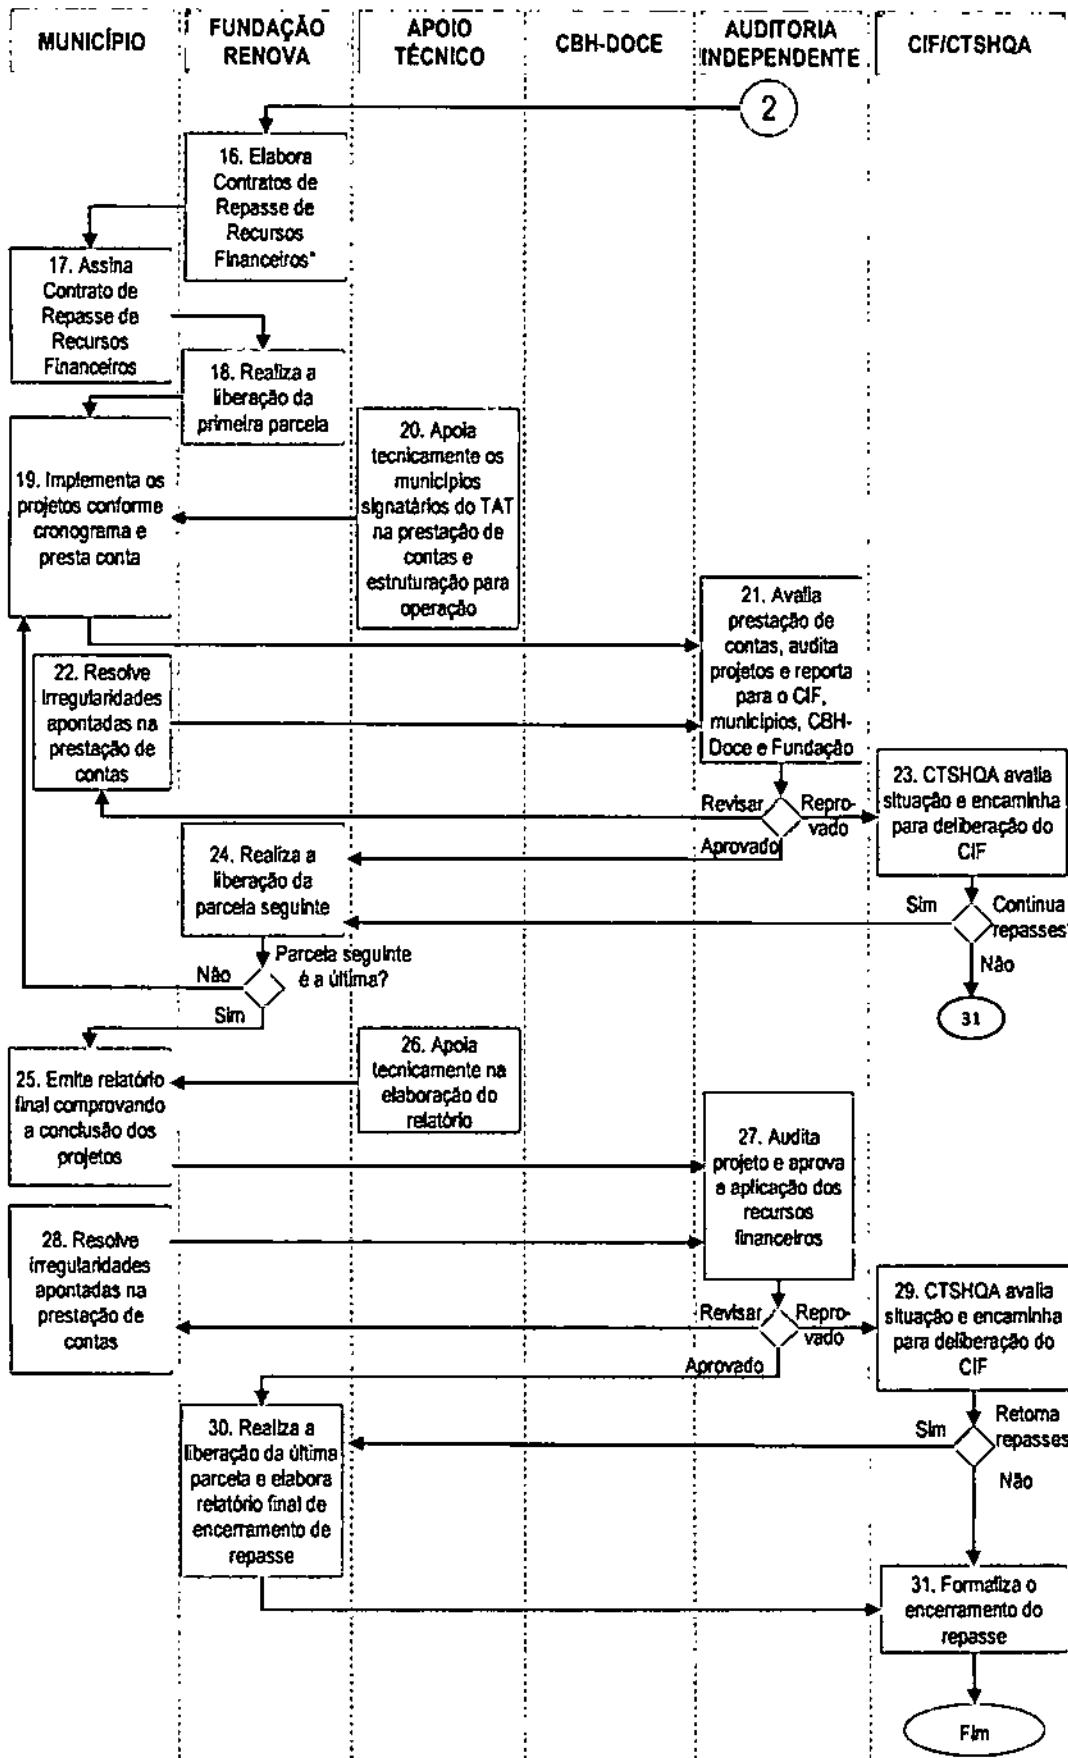 MUNICÍPIO
FUNDAÇÃO
RENOVA
APOIO
TÉCNICO
CBH-DOCE
AUDITORIA
INDEPENDENTE
CIF/CTSHQA
2
16. Elabora
Contratos de
Repasse de
Recursos
Financeiros*
17. Assina
Contrato de
Repasse de
Recursos
Financeiros
18. Realiza a
liberação da
primeira parcela
19. Implementa os
projetos conforme
cronograma e
presta conta
20. Apoia
tecnicamente os
municípios
signatários do TAT
na prestação de
contas e
estruturação para
operação
21. Avalia
prestação de
contas, audita
projetos e reporta
para o CIF,
municípios, CBH-
Doce e Fundação
22. Resolve
irregularidades
apontadas na
prestação de
contas
Revisar
Repro-
vado
Aprovado
23. CTSHQA avalia
situação e encaminha
para deliberação do
CIF
24. Realiza a
liberação da
parcela seguinte
Sim
Continua
repasses?
Não
31
Parcela seguinte
é a última?
Não
Sim
25. Emite relatório
final comprovando
a conclusão dos
projetos
26. Apoia
tecnicamente na
elaboração do
relatório
27. Audita
projeto e aprova
a aplicação dos
recursos
financeiros
28. Resolve
irregularidades
apontadas na
prestação de
contas
Revisar
Repro-
vado
Aprovado
29. CTSHQA avalia
situação e encaminha
para deliberação do
CIF
30. Realiza a
liberação da última
parcela e elabora
relatório final de
encerramento de
repasse
Sim
Retoma
repasses?
Não
31. Formaliza o
encerramento do
repasse
Fim